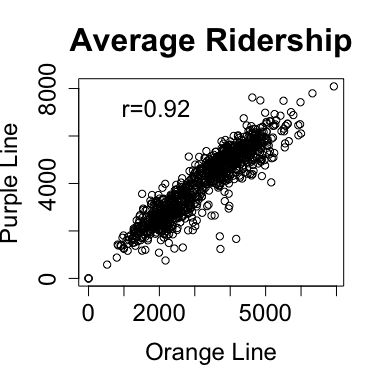 Average Ridership
r=0.92
Purple Line
8000
4000
0
0 2000 5000
Orange Line